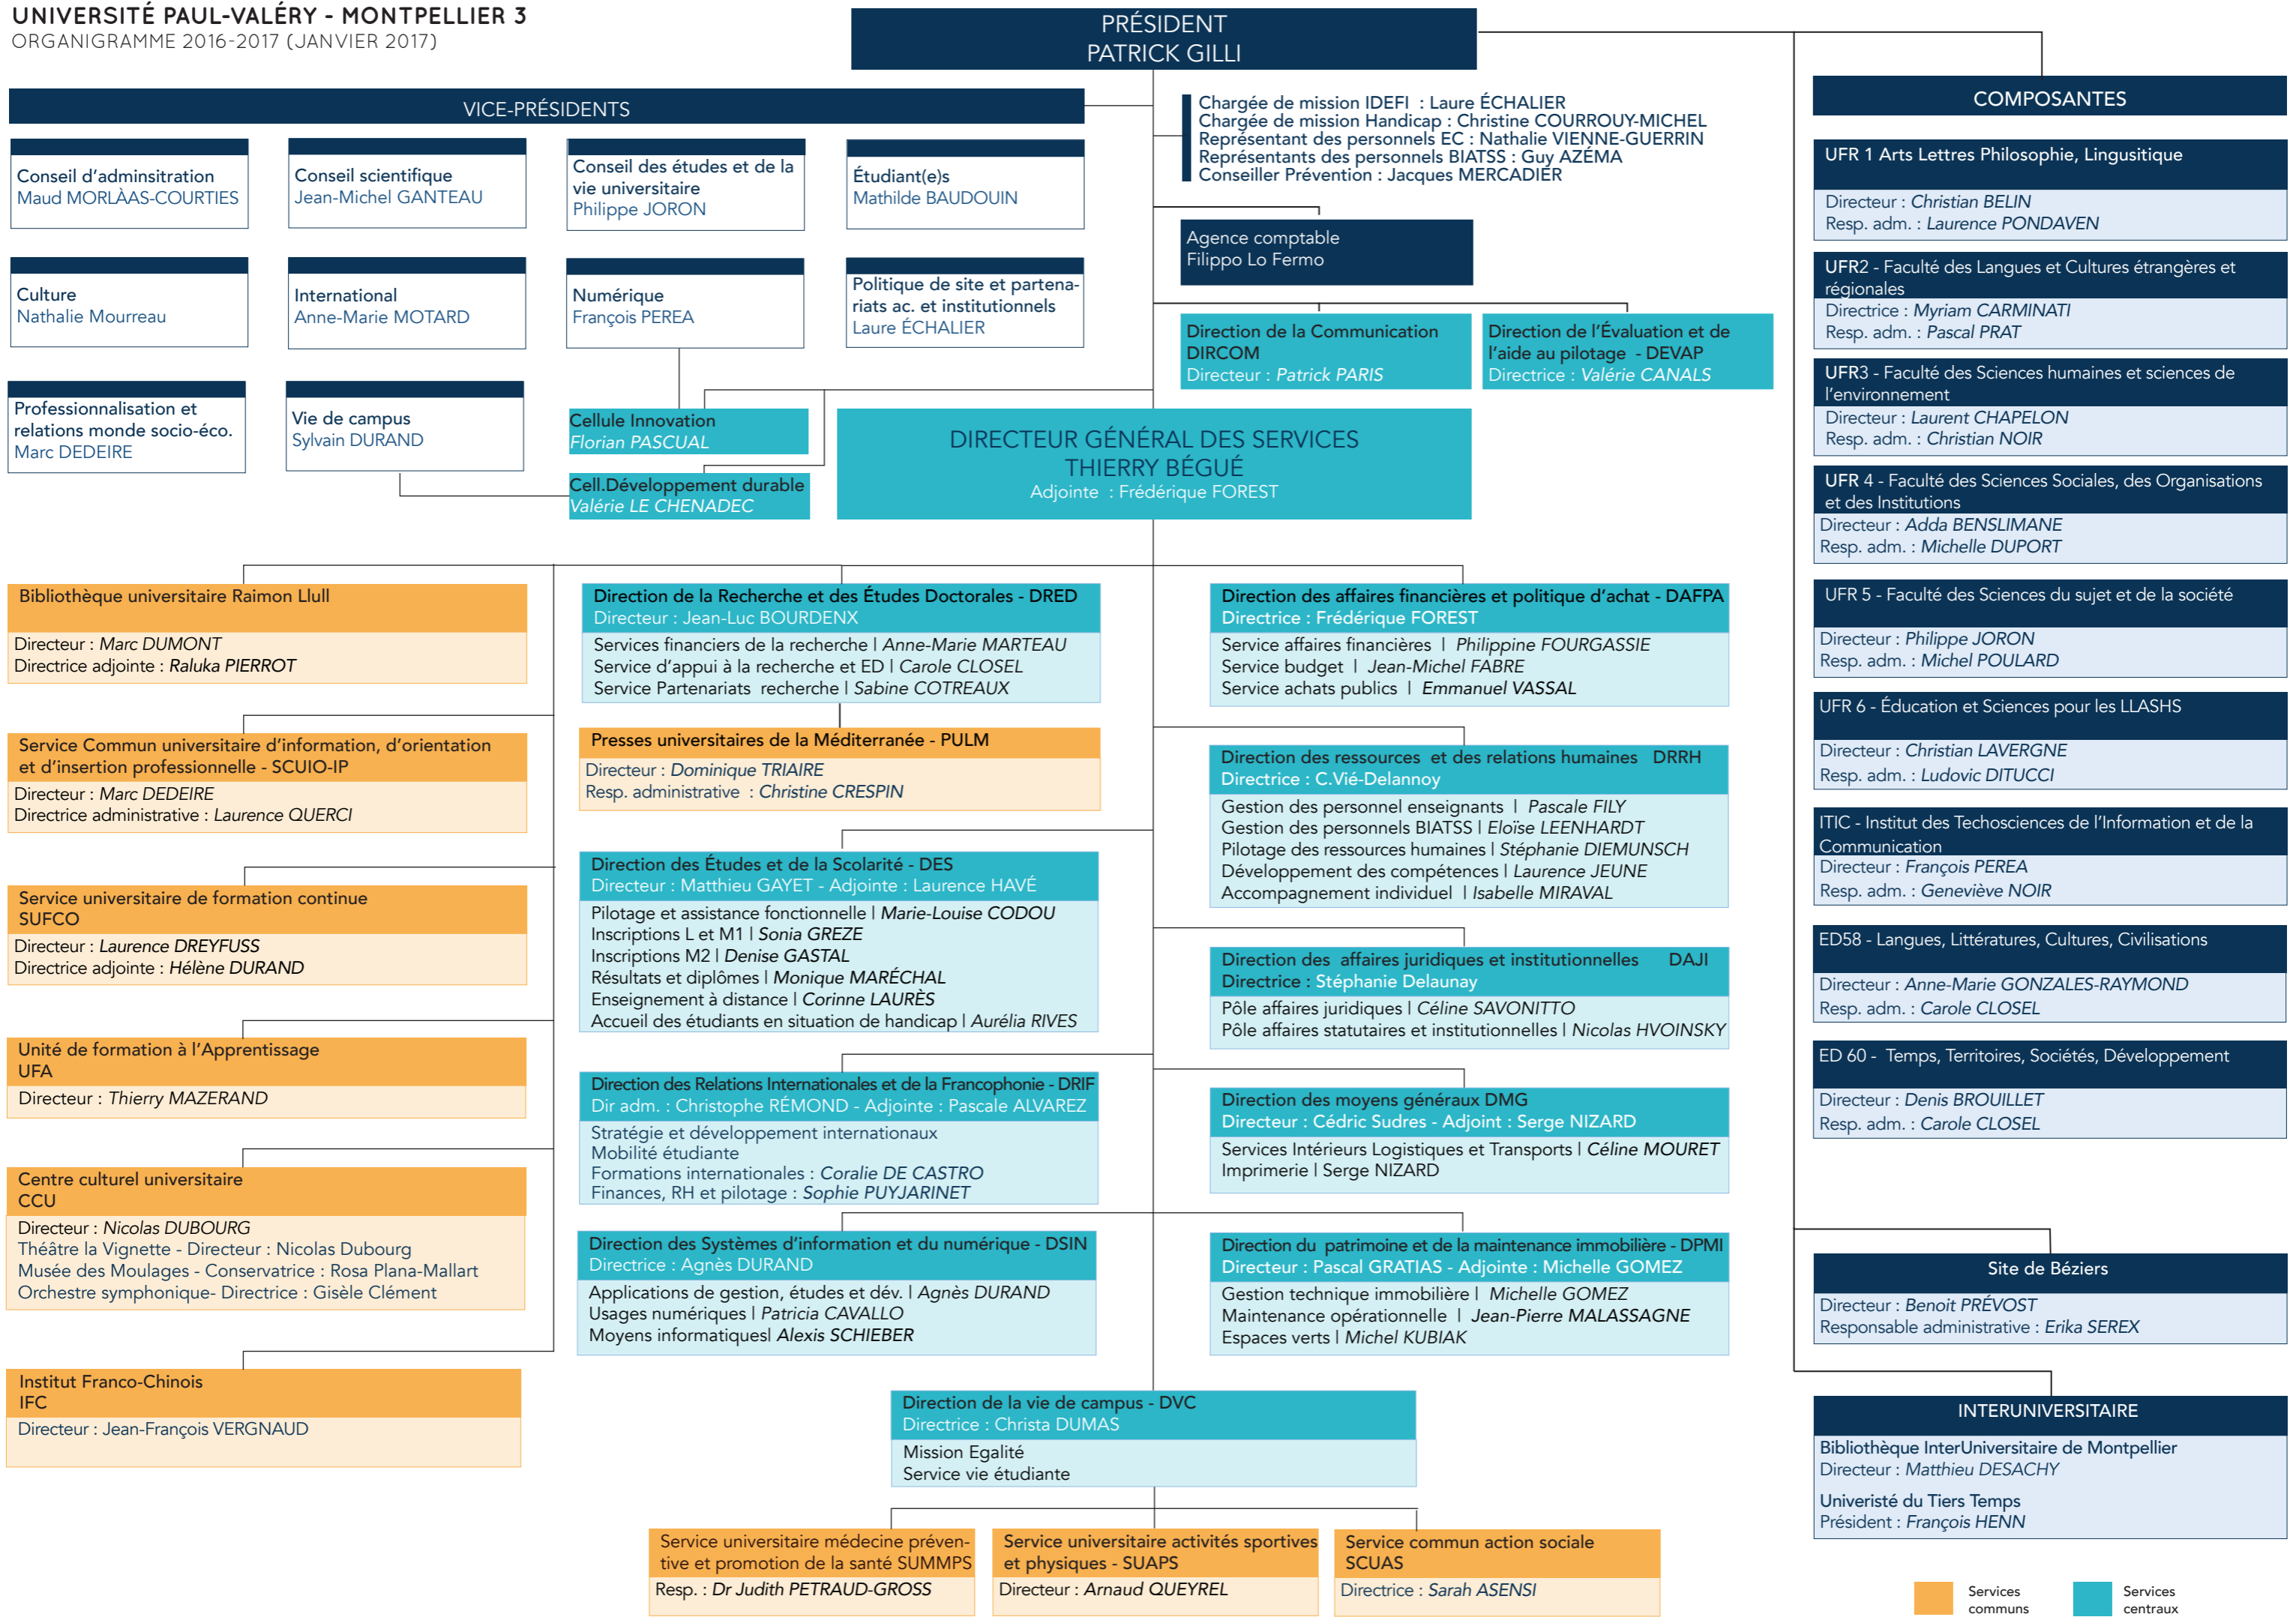 UNIVERSITÉ PAUL-VALÉRY - MONTPELLIER 3
ORGANIGRAMME 2016-2017 (JANVIER 2017)
PRÉSIDENT
PATRICK GILLI
VICE-PRÉSIDENTS
Conseil d'adminsitration
Maud MORLÀAS-COURTIES
Conseil scientifique
Jean-Michel GANTEAU
Conseil des études et de la
vie universitaire
Philippe JORON
Étudiant(e)s
Mathilde BAUDOUIN
Culture
Nathalie Mourreau
International
Anne-Marie MOTARD
Numérique
François PEREA
Politique de site et partena-
riats ac. et institutionnels
Laure ÉCHALIER
Professionnalisation et
relations monde socio-éco.
Marc DEDEIRE
Vie de campus
Sylvain DURAND
Cellule Innovation
Florian PASCUAL
Cell.Développement durable
Valérie LE CHENADEC
Chargée de mission IDEFI : Laure ÉCHALIER
Chargée de mission Handicap : Christine COURROUY-MICHEL
Représentant des personnels EC : Nathalie VIENNE-GUERRIN
Représentants des personnels BIATSS : Guy AZÉMA
Conseiller Prévention : Jacques MERCADIER
Agence comptable
Filippo Lo Fermo
Direction de la Communication
DIRCOM
Directeur : Patrick PARIS
Direction de l'Évaluation et de
l'aide au pilotage - DEVAP
Directrice : Valérie CANALS
DIRECTEUR GÉNÉRAL DES SERVICES
THIERRY BÉGUÉ
Adjointe : Frédérique FOREST
Bibliothèque universitaire Raimon Llull
Directeur : Marc DUMONT
Directrice adjointe : Raluka PIERROT
Service Commun universitaire d'information, d'orientation
et d'insertion professionnelle - SCUIO-IP
Directeur : Marc DEDEIRE
Directrice administrative : Laurence QUERCI
Service universitaire de formation continue
SUFCO
Directeur : Laurence DREYFUSS
Directrice adjointe : Hélène DURAND
Unité de formation à l'Apprentissage
UFA
Directeur : Thierry MAZERAND
Centre culturel universitaire
CCU
Directeur : Nicolas DUBOURG
Théâtre la Vignette - Directeur : Nicolas Dubourg
Musée des Moulages - Conservatrice : Rosa Plana-Mallart
Orchestre symphonique- Directrice : Gisèle Clément
Institut Franco-Chinois
IFC
Directeur : Jean-François VERGNAUD
Direction de la Recherche et des Études Doctorales - DRED
Directeur : Jean-Luc BOURDENX
Services financiers de la recherche | Anne-Marie MARTEAU
Service d'appui à la recherche et ED | Carole CLOSEL
Service Partenariats recherche | Sabine COTREAUX
Presses universitaires de la Méditerranée - PULM
Directeur : Dominique TRIAIRE
Resp. administrative : Christine CRESPIN
Direction des Études et de la Scolarité - DES
Directeur : Matthieu GAYET - Adjointe : Laurence HAVÉ
Pilotage et assistance fonctionnelle | Marie-Louise CODOU
Inscriptions L et M1 | Sonia GREZE
Inscriptions M2 | Denise GASTAL
Résultats et diplômes | Monique MARÉCHAL
Enseignement à distance | Corinne LAURÈS
Accueil des étudiants en situation de handicap | Aurélia RIVES
Direction des Relations Internationales et de la Francophonie - DRIF
Dir adm. : Christophe RÉMOND - Adjointe : Pascale ALVAREZ
Stratégie et développement internationaux
Mobilité étudiante
Formations internationales : Coralie DE CASTRO
Finances, RH et pilotage : Sophie PUYJARINET
Direction des Systèmes d'information et du numérique - DSIN
Directrice : Agnès DURAND
Applications de gestion, études et dév. | Agnès DURAND
Usages numériques | Patricia CAVALLO
Moyens informatiques| Alexis SCHIEBER
Direction des affaires financières et politique d'achat - DAFPA
Directrice : Frédérique FOREST
Service affaires financières | Philippine FOURGASSIE
Service budget | Jean-Michel FABRE
Service achats publics | Emmanuel VASSAL
Direction des ressources et des relations humaines DRRH
Directrice : C.Vié-Delannoy
Gestion des personnel enseignants | Pascale FILY
Gestion des personnels BIATSS | Eloïse LEENHARDT
Pilotage des ressources humaines | Stéphanie DIEMUNSCH
Développement des compétences | Laurence JEUNE
Accompagnement individuel | Isabelle MIRAVAL
Direction des affaires juridiques et institutionnelles DAJI
Directrice : Stéphanie Delaunay
Pôle affaires juridiques | Céline SAVONITTO
Pôle affaires statutaires et institutionnelles | Nicolas HVOINSKY
Direction des moyens généraux DMG
Directeur : Cédric Sudres - Adjoint : Serge NIZARD
Services Intérieurs Logistiques et Transports | Céline MOURET
Imprimerie | Serge NIZARD
Direction du patrimoine et de la maintenance immobilière - DPMI
Directeur : Pascal GRATIAS - Adjointe : Michelle GOMEZ
Gestion technique immobilière | Michelle GOMEZ
Maintenance opérationnelle | Jean-Pierre MALASSAGNE
Espaces verts | Michel KUBIAK
Direction de la vie de campus - DVC
Directrice : Christa DUMAS
Mission Egalité
Service vie étudiante
Service universitaire médecine préven-
tive et promotion de la santé SUMMPS
Resp. : Dr Judith PETRAUD-GROSS
Service universitaire activités sportives
et physiques - SUAPS
Directeur : Arnaud QUEYREL
Service commun action sociale
SCUAS
Directrice : Sarah ASENSI
COMPOSANTES
UFR 1 Arts Lettres Philosophie, Lingusitique
Directeur : Christian BELIN
Resp. adm. : Laurence PONDAVEN
UFR2 - Faculté des Langues et Cultures étrangères et
régionales
Directrice : Myriam CARMINATI
Resp. adm. : Pascal PRAT
UFR3 - Faculté des Sciences humaines et sciences de
l'environnement
Directeur : Laurent CHAPELON
Resp. adm. : Christian NOIR
UFR 4 - Faculté des Sciences Sociales, des Organisations
et des Institutions
Directeur : Adda BENSLIMANE
Resp. adm. : Michelle DUPORT
UFR 5 - Faculté des Sciences du sujet et de la société
Directeur : Philippe JORON
Resp. adm. : Michel POULARD
UFR 6 - Éducation et Sciences pour les LLASHS
Directeur : Christian LAVERGNE
Resp. adm. : Ludovic DITUCCI
ITIC - Institut des Techosciences de l'Information et de la
Communication
Directeur : François PEREA
Resp. adm. : Geneviève NOIR
ED58 - Langues, Littératures, Cultures, Civilisations
Directeur : Anne-Marie GONZALES-RAYMOND
Resp. adm. : Carole CLOSEL
ED 60 - Temps, Territoires, Sociétés, Développement
Directeur : Denis BROUILLET
Resp. adm. : Carole CLOSEL
Site de Béziers
Directeur : Benoit PRÉVOST
Responsable administrative : Erika SEREX
INTERUNIVERSITAIRE
Bibliothèque InterUniversitaire de Montpellier
Directeur : Matthieu DESACHY
Univeristé du Tiers Temps
Président : François HENN
Services
communs
Services
centraux